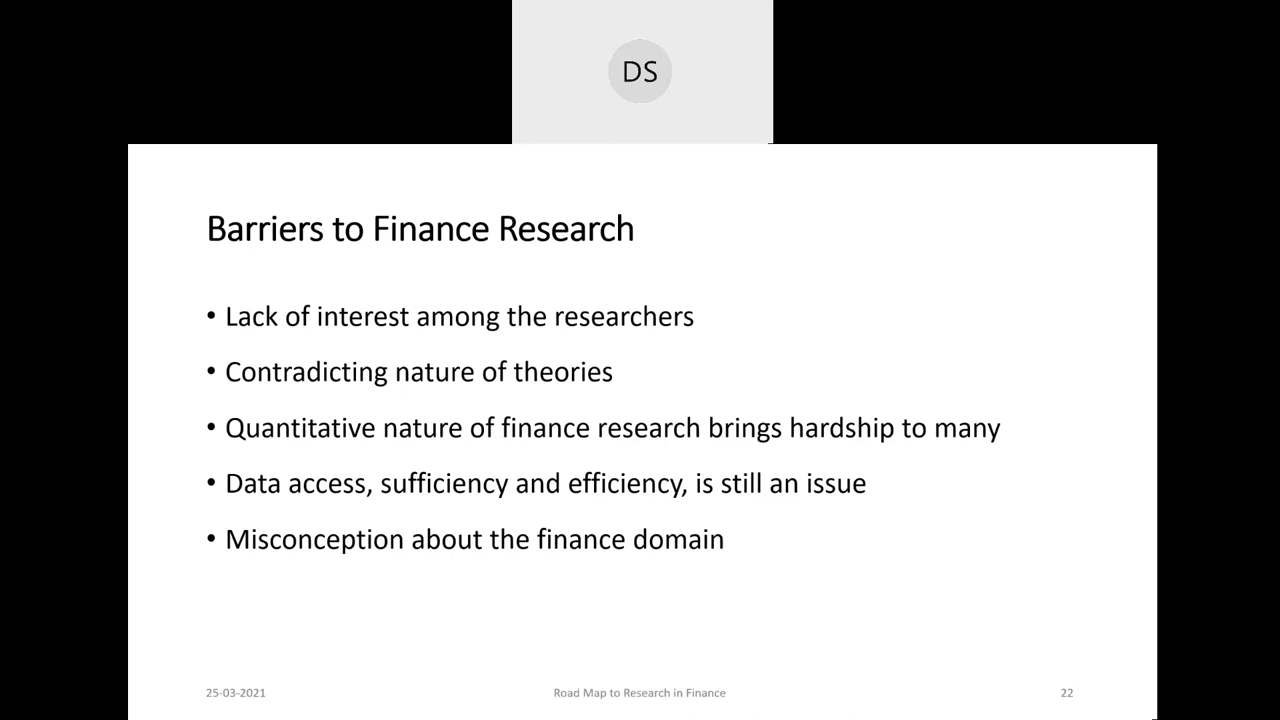 DS
Barriers to Finance Research
• Lack of interest among the researchers
• Contradicting nature of theories
• Quantitative nature of finance research brings hardship to many
• Data access, sufficiency and efficiency, is still an issue
• Misconception about the finance domain
25-03-2021 Road Map to Research in Finance 22